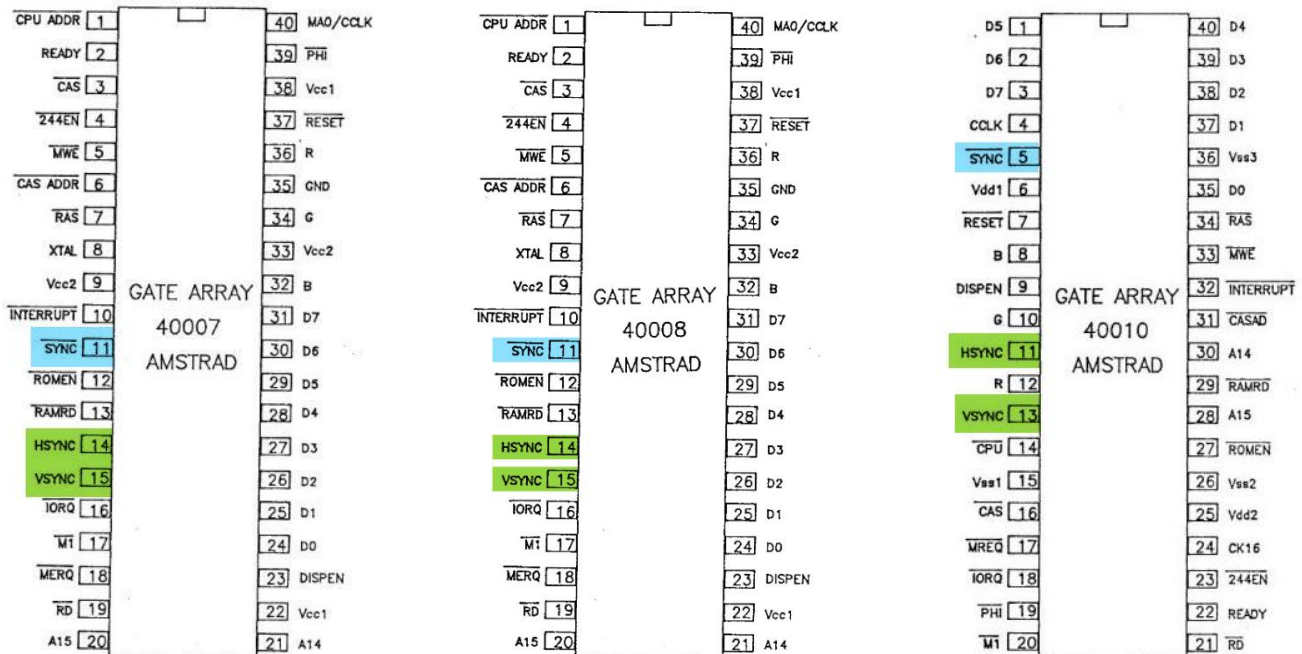 CPU ADDR 1
READY 2
CAS 3
244EN 4
MWE 5
CAS ADDR 6
RAS 7
XTAL 8
Vcc2 9
INTERRUPT 10
SYNC 11
ROMEN 12
RAMRD 13
HSYNC 14
VSYNC 15
IORQ 16
M1 17
MERQ 18
RD 19
A15 20
GATE ARRAY
40007
AMSTRAD
40 MA0/CCLK
39 PHI
38 Vcc1
37 RESET
36 R
35 GND
34 G
33 Vcc2
32 B
31 D7
30 D6
29 D5
28 D4
27 D3
26 D2
25 D1
24 D0
23 DISPEN
22 Vcc1
21 A14
CPU ADDR 1
READY 2
CAS 3
244EN 4
MWE 5
CAS ADDR 6
RAS 7
XTAL 8
Vcc2 9
INTERRUPT 10
SYNC 11
ROMEN 12
RAMRD 13
HSYNC 14
VSYNC 15
IORQ 16
M1 17
MERQ 18
RD 19
A15 20
GATE ARRAY
40008
AMSTRAD
40 MA0/CCLK
39 PHI
38 Vcc1
37 RESET
36 R
35 GND
34 G
33 Vcc2
32 B
31 D7
30 D6
29 D5
28 D4
27 D3
26 D2
25 D1
24 D0
23 DISPEN
22 Vcc1
21 A14
D5 1
D6 2
D7 3
CCLK 4
SYNC 5
Vdd1 6
RESET 7
B 8
DISPEN 9
G 10
HSYNC 11
R 12
VSYNC 13
CPU 14
Vss1 15
CAS 16
MREQ 17
IORQ 18
PHI 19
M1 20
GATE ARRAY
40010
AMSTRAD
40 D4
39 D3
38 D2
37 D1
36 Vss3
35 D0
34 RAS
33 MWE
32 INTERRUPT
31 CASAD
30 A14
29 RAMRD
28 A15
27 ROMEN
26 Vss2
25 Vdd2
24 CK16
23 244EN
22 READY
21 RD